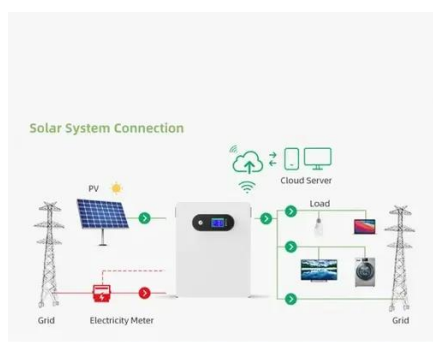 Solar System Connection
PV
Cloud Server
Load
Grid
Electricity Meter
Grid